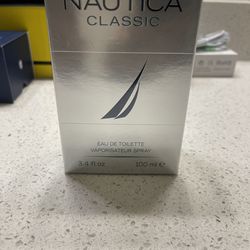 NAUTICA
CLASSIC
EAU DE TOILETTE
VAPORISATEUR SPRAY
3.4 fl oz 100 ml ℮